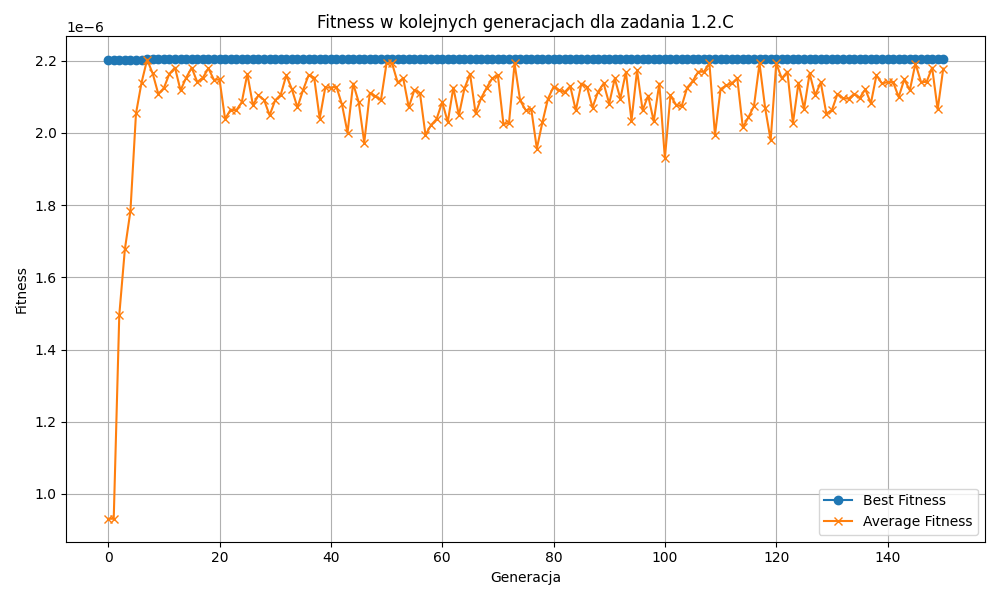 Fitness w kolejnych generacjach dla zadania 1.2.C
1e−6
2.2
2.0
1.8
1.6
1.4
1.2
1.0
Fitness
0 20 40 60 80 100 120 140
Generacja
Best Fitness
Average Fitness